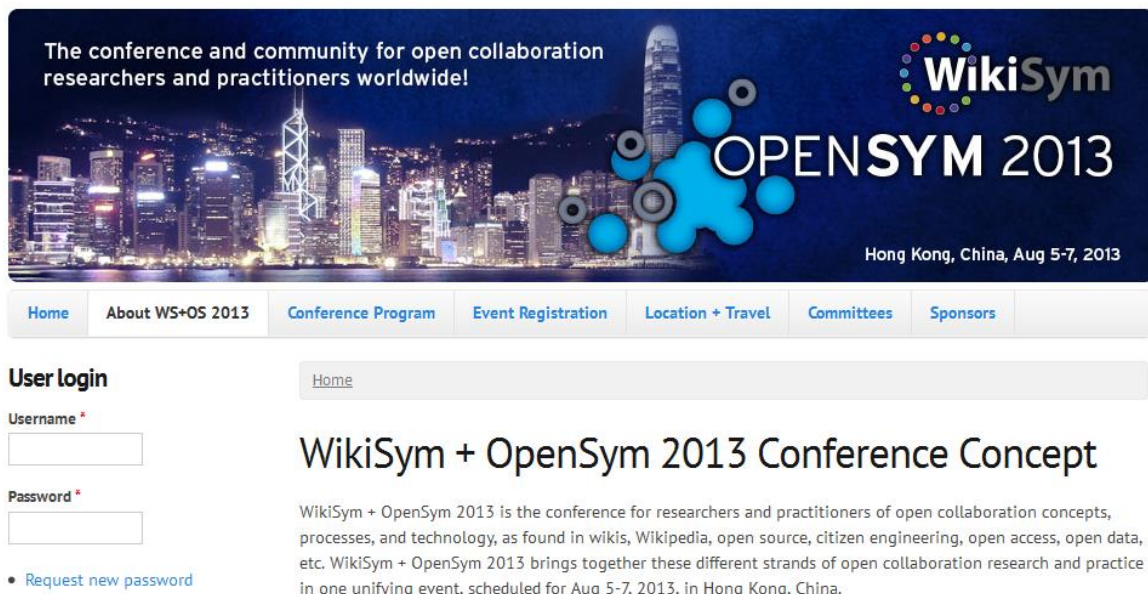 The conference and community for open collaboration
researchers and practitioners worldwide!
WikiSym
OPENSYM 2013
Hong Kong, China, Aug 5-7, 2013
Home
About WS+OS 2013
Conference Program
Event Registration
Location + Travel
Committees
Sponsors
User login
Username *
Password *
Request new password
Home
WikiSym + OpenSym 2013 Conference Concept
WikiSym + OpenSym 2013 is the conference for researchers and practitioners of open collaboration concepts,
processes, and technology, as found in wikis, Wikipedia, open source, citizen engineering, open access, open data,
etc. WikiSym + OpenSym 2013 brings together these different strands of open collaboration research and practice
in one unifying event, scheduled for Aug 5-7, 2013, in Hong Kong, China.